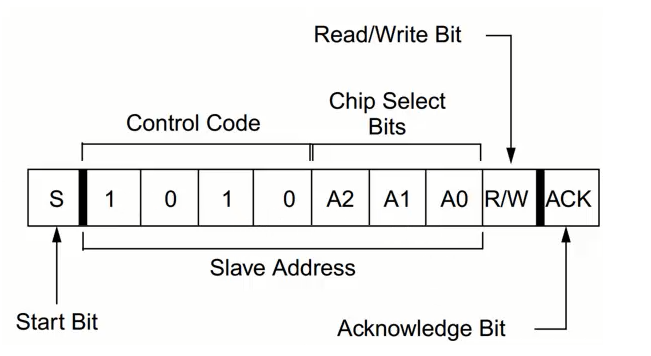 Read/Write Bit
Chip Select
Bits
Control Code
S 1 0 1 0 A2 A1 A0 R/W ACK
Slave Address
Start Bit
Acknowledge Bit